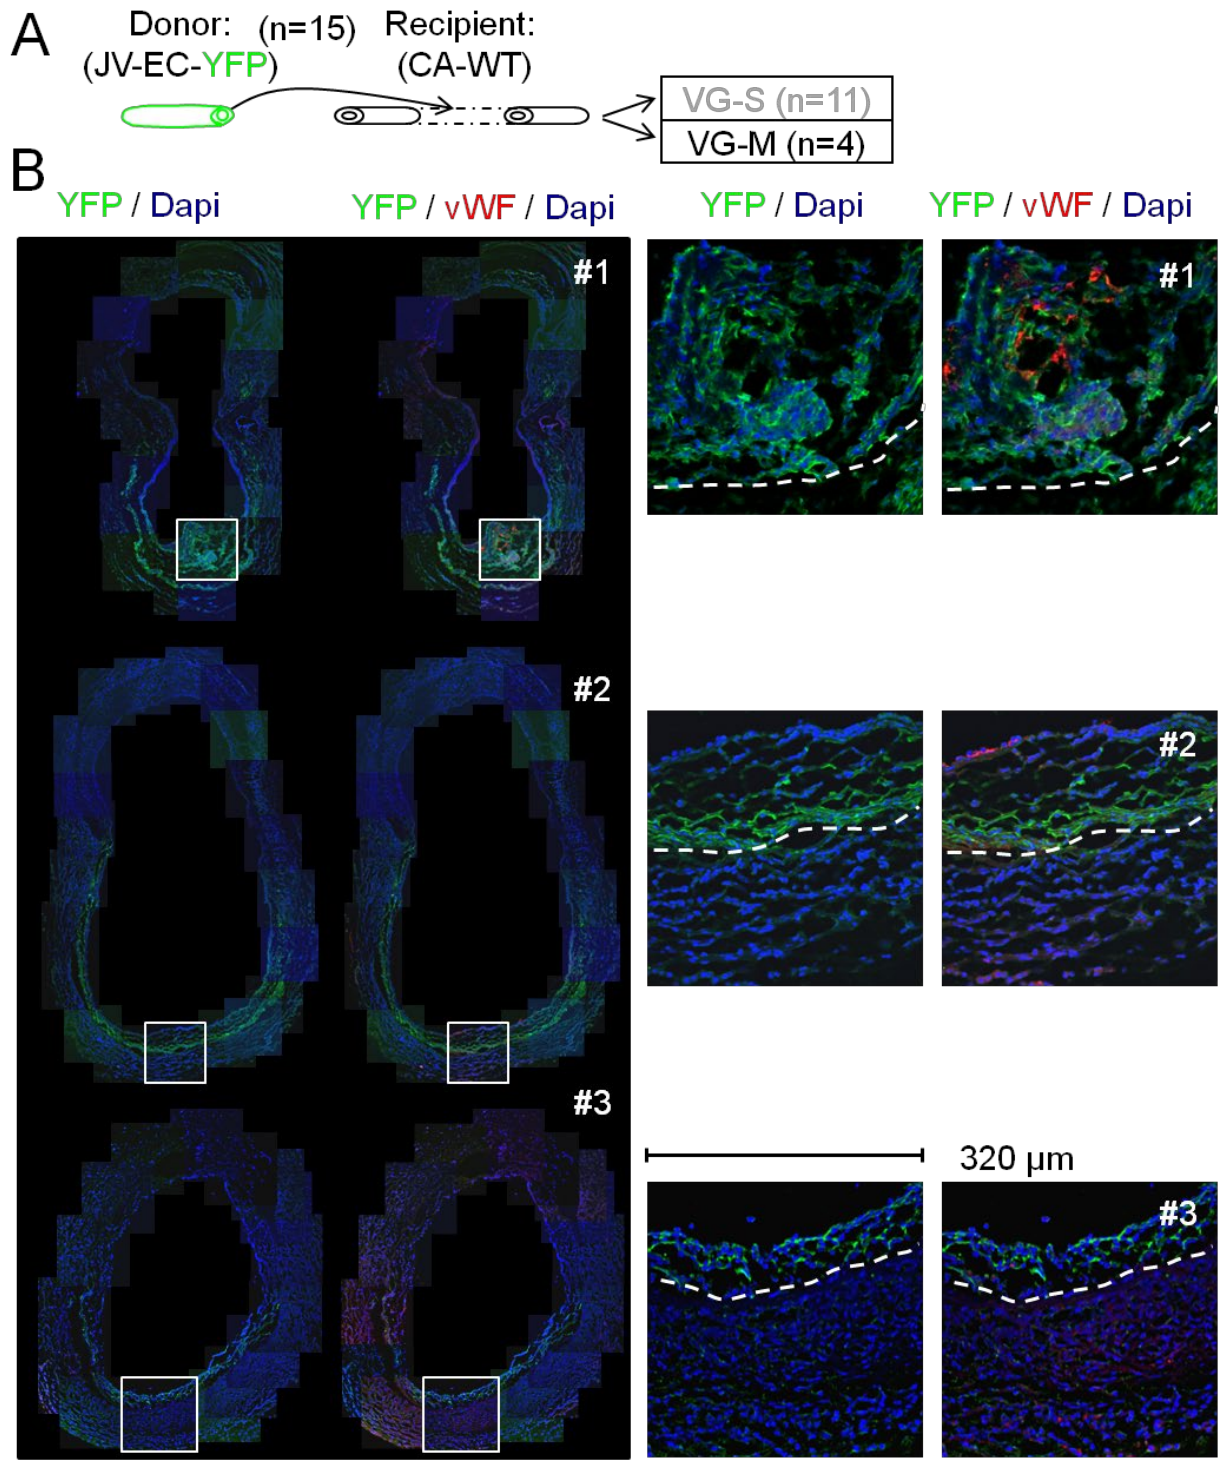 A
Donor: (n=15) Recipient:
(JV-EC-YFP) (CA-WT)
VG-S (n=11)
VG-M (n=4)
B
YFP / Dapi YFP / vWF / Dapi YFP / Dapi YFP / vWF / Dapi
#1 #1
#2 #2
#3
320 µm
#3